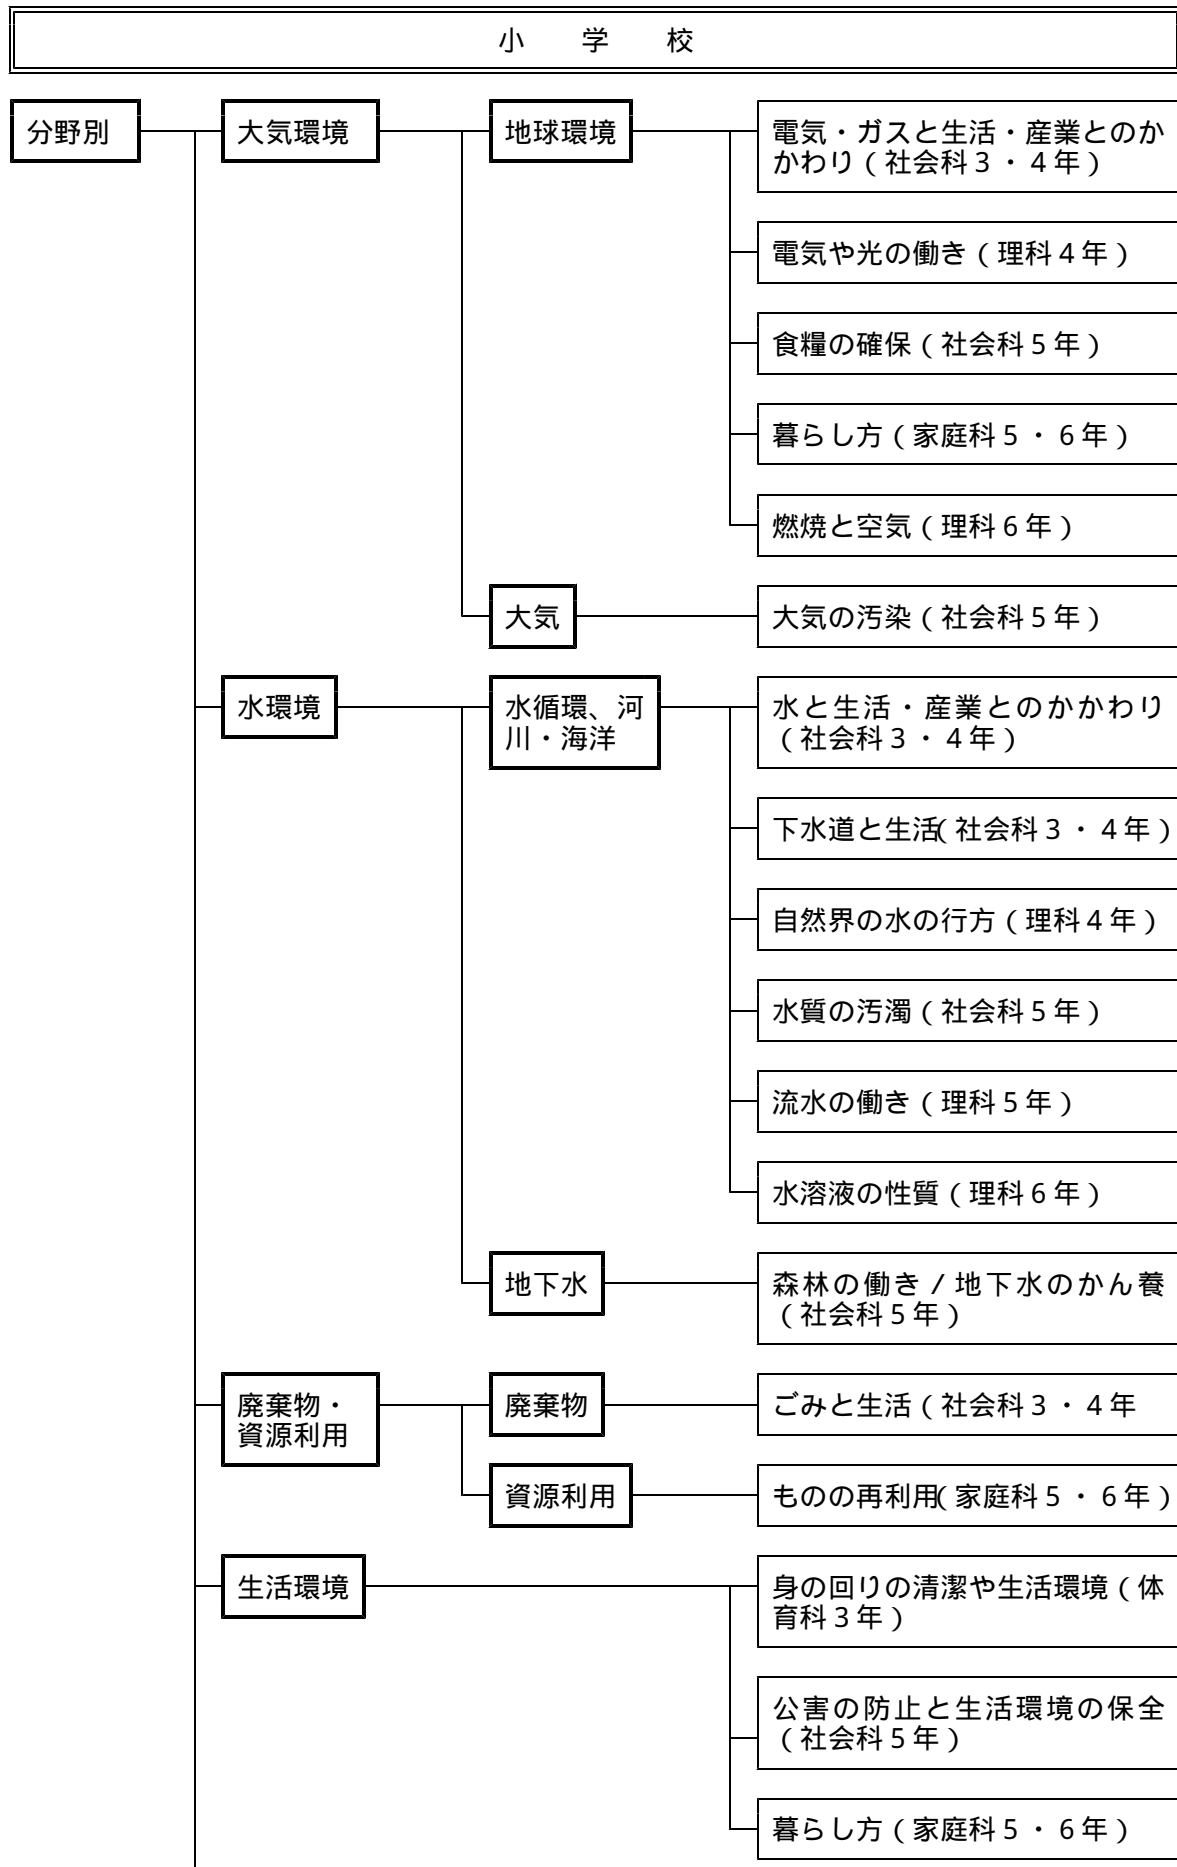 小　学　校
分野別
大気環境
地球環境
電気・ガスと生活・産業とのか
かわり（社会科３・４年）
電気や光の働き（理科４年）
食糧の確保（社会科５年）
暮らし方（家庭科５・６年）
燃焼と空気（理科６年）
大気
大気の汚染（社会科５年）
水環境
水循環、河
川・海洋
水と生活・産業とのかかわり
（社会科３・４年）
下水道と生活（社会科３・４年）
自然界の水の行方（理科４年）
水質の汚濁（社会科５年）
流水の働き（理科５年）
水溶液の性質（理科６年）
地下水
森林の働き／地下水のかん養
（社会科５年）
廃棄物・
資源利用
廃棄物
ごみと生活（社会科３・４年
資源利用
ものの再利用（家庭科５・６年）
生活環境
身の回りの清潔や生活環境（体
育科３年）
公害の防止と生活環境の保全
（社会科５年）
暮らし方（家庭科５・６年）